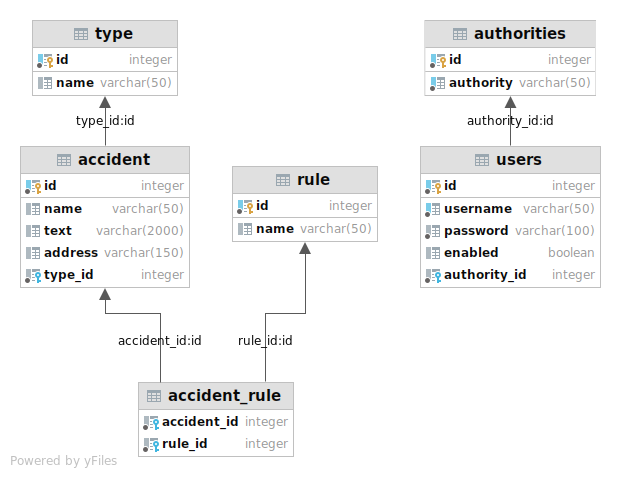 type
id integer
name varchar(50)
type_id:id
accident
id integer
name varchar(50)
text varchar(2000)
address varchar(150)
type_id integer
rule
id integer
name varchar(50)
accident_id:id
rule_id:id
accident_rule
accident_id integer
rule_id integer
authorities
id integer
authority varchar(50)
authority_id:id
users
id integer
username varchar(50)
password varchar(100)
enabled boolean
authority_id integer
Powered by yFiles